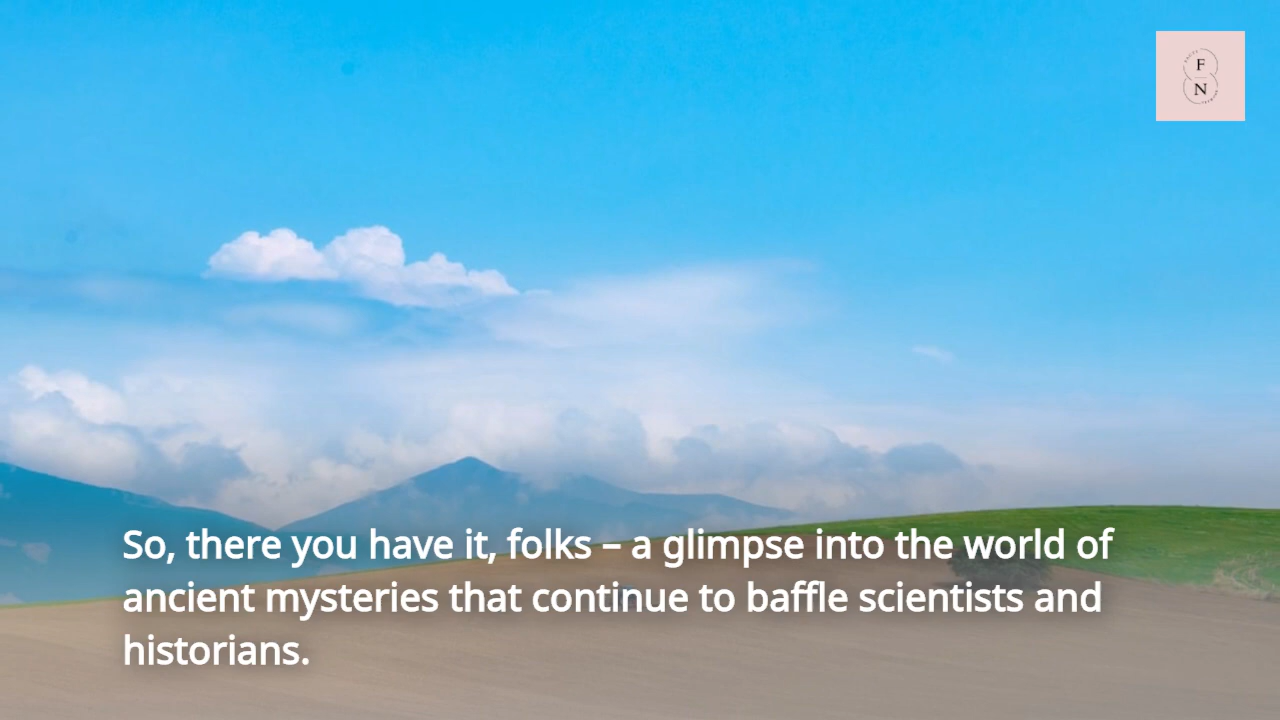 F
N
So, there you have it, folks – a glimpse into the world of
ancient mysteries that continue to baffle scientists and
historians.